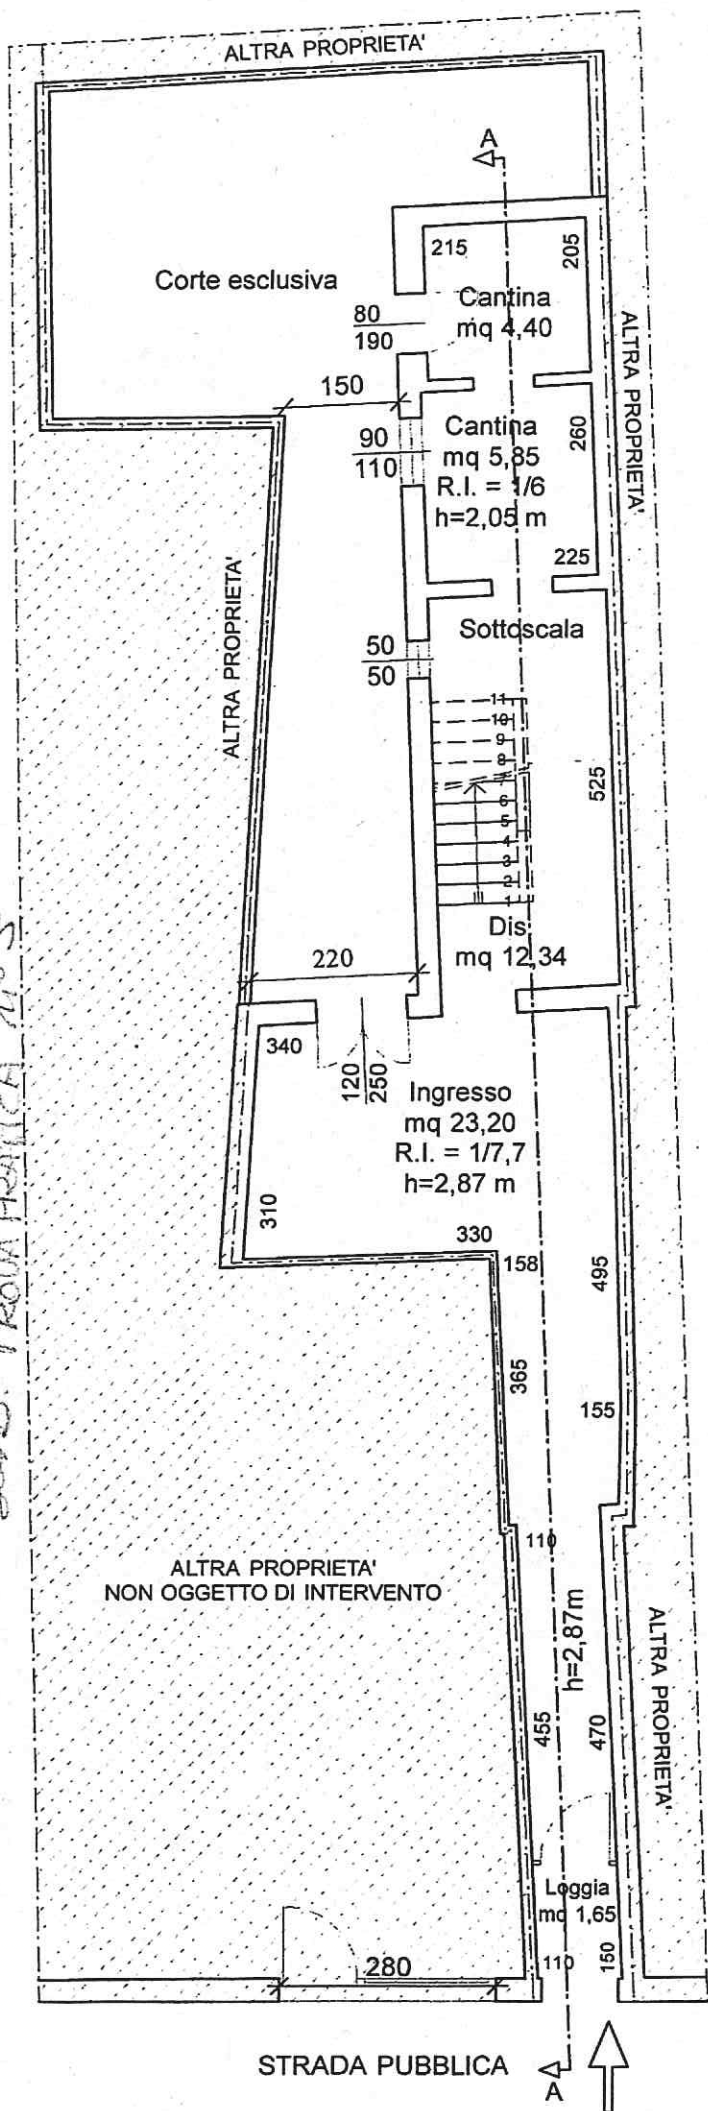 ALTRA PROPRIETA'
A
215
205
Corte esclusiva
Cantina
mq 4,40
80
190
ALTRA PROPRIETA'
150
Cantina
mq 5,85
R.I. = 1/6
h=2,05 m
90
110
260
225
ALTRA PROPRIETA'
Sottoscala
50
50
11
10
9
8
7
6
5
4
3
2
1
525
Dis
mq 12,34
220
340
120
250
Ingresso
mq 23,20
R.I. = 1/7,7
h=2,87 m
310
330
158
495
365
155
PROVA PRATICA N° 3
110
ALTRA PROPRIETA'
NON OGGETTO DI INTERVENTO
h=2,87m
ALTRA PROPRIETA'
455
470
Loggia
mq 1,65
280
110
150
STRADA PUBBLICA
A